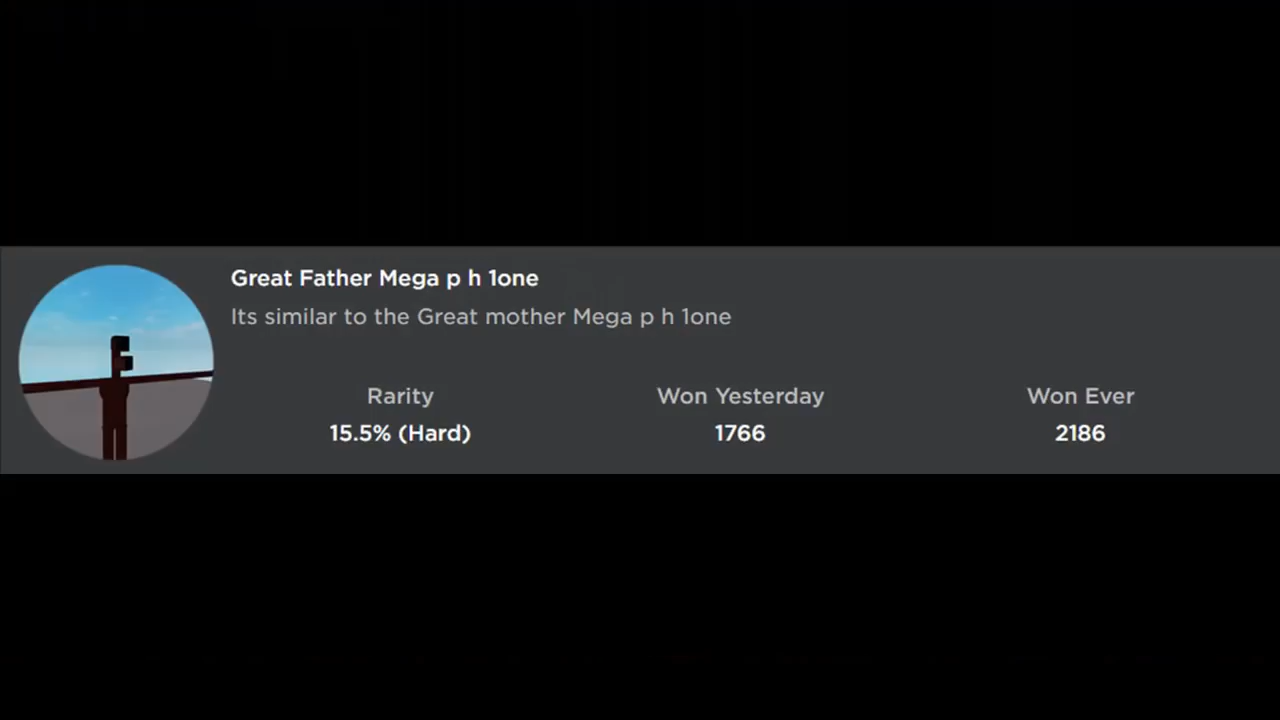 Great Father Mega p h 1one
Its similar to the Great mother Mega p h 1one
Rarity Won Yesterday Won Ever
15.5% (Hard) 1766 2186